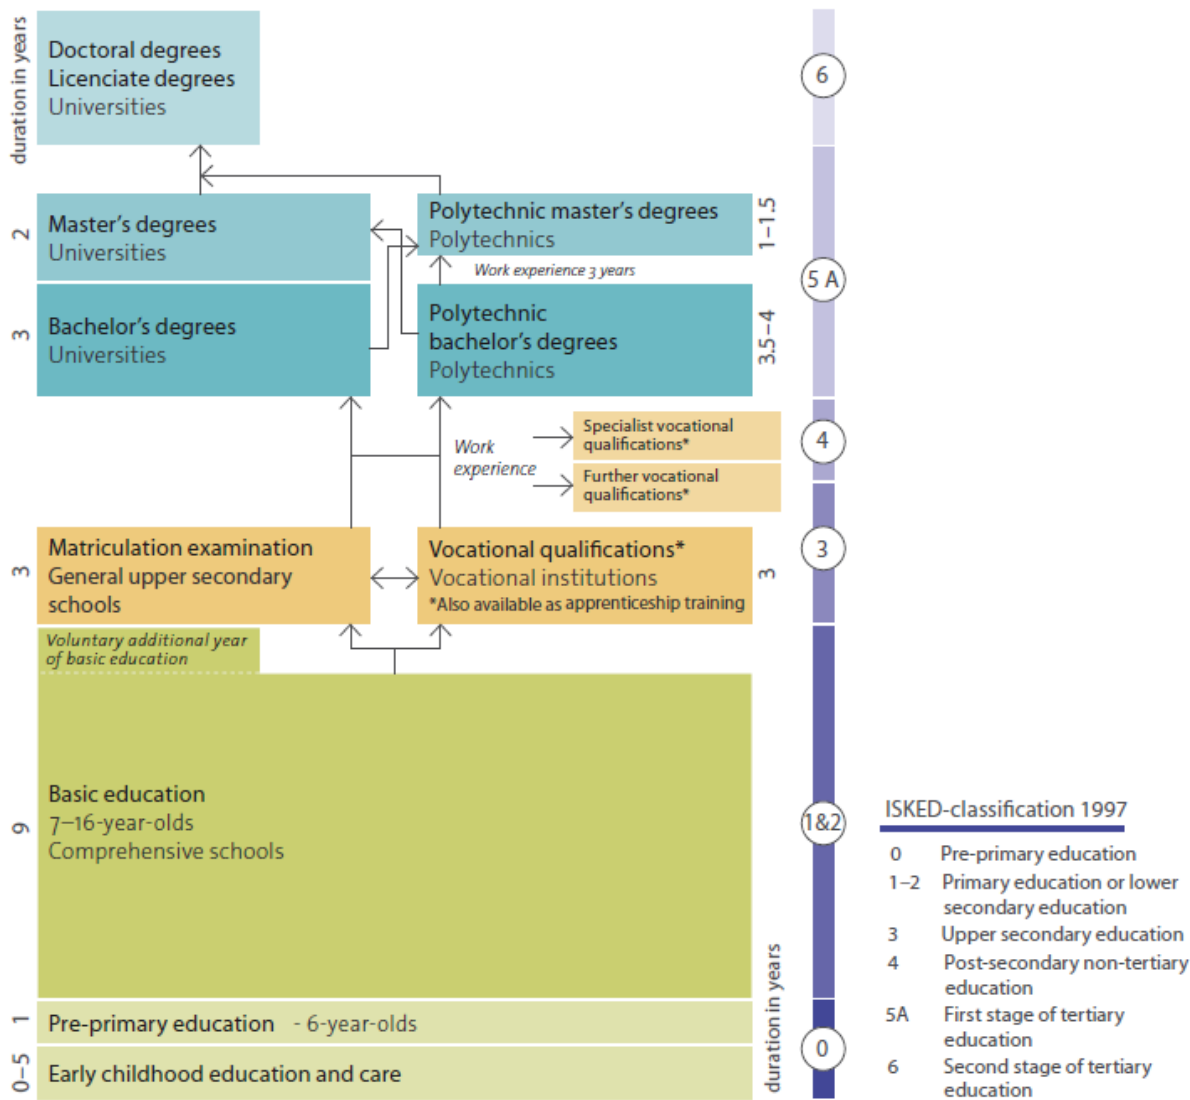 duration in years
Doctoral degrees
Licenciate degrees
Universities
6
2
Master's degrees
Universities
Polytechnic master's degrees
Polytechnics
1–1.5
Work experience 3 years
5 A
3
Bachelor's degrees
Universities
Polytechnic
bachelor's degrees
Polytechnics
3.5–4
Work
experience
Specialist vocational
qualifications*
Further vocational
qualifications*
4
3
Matriculation examination
General upper secondary
schools
Vocational qualifications*
Vocational institutions
*Also available as apprenticeship training
3
3
Voluntary additional year
of basic education
9
Basic education
7–16-year-olds
Comprehensive schools
1&2
1
Pre-primary education - 6-year-olds
0–5
Early childhood education and care
duration in years
0
ISKED-classification 1997
0 Pre-primary education
1–2 Primary education or lower
secondary education
3 Upper secondary education
4 Post-secondary non-tertiary
education
5A First stage of tertiary
education
6 Second stage of tertiary
education